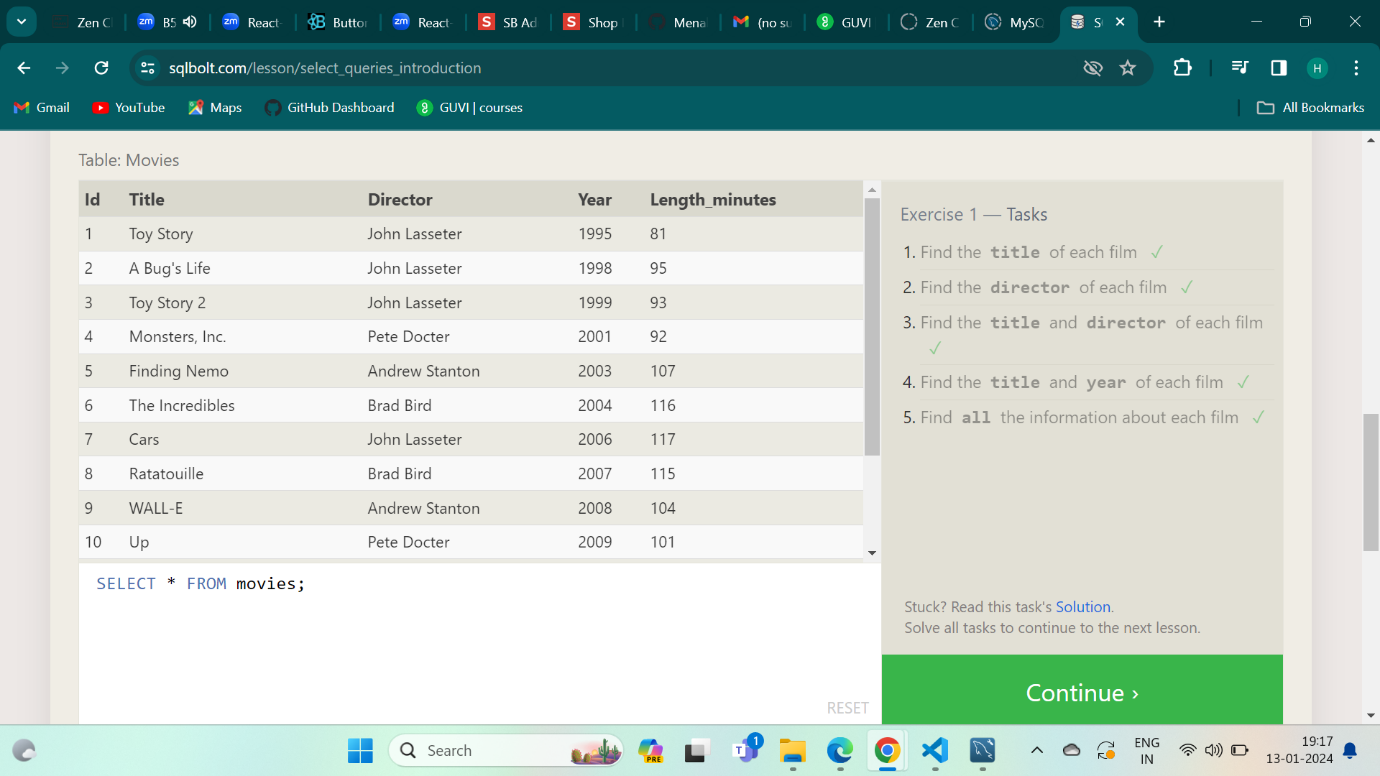 Zen Cl
B5
React-
Buttor
React-
SB Ad
Shop
Mena
(no su
GUVI
Zen C
MySQ
S
sqlbolt.com/lesson/select_queries_introduction
H
Gmail YouTube Maps GitHub Dashboard GUVI | courses All Bookmarks
Table: Movies
Id Title Director Year Length_minutes
1 Toy Story John Lasseter 1995 81
2 A Bug's Life John Lasseter 1998 95
3 Toy Story 2 John Lasseter 1999 93
4 Monsters, Inc. Pete Docter 2001 92
5 Finding Nemo Andrew Stanton 2003 107
6 The Incredibles Brad Bird 2004 116
7 Cars John Lasseter 2006 117
8 Ratatouille Brad Bird 2007 115
9 WALL-E Andrew Stanton 2008 104
10 Up Pete Docter 2009 101
SELECT * FROM movies;
RESET
Exercise 1 — Tasks
1. Find the title of each film ✓
2. Find the director of each film ✓
3. Find the title and director of each film
✓
4. Find the title and year of each film ✓
5. Find all the information about each film ✓
Stuck? Read this task's Solution.
Solve all tasks to continue to the next lesson.
Continue ›
Search
PRE
1
ENG
IN
19:17
13-01-2024